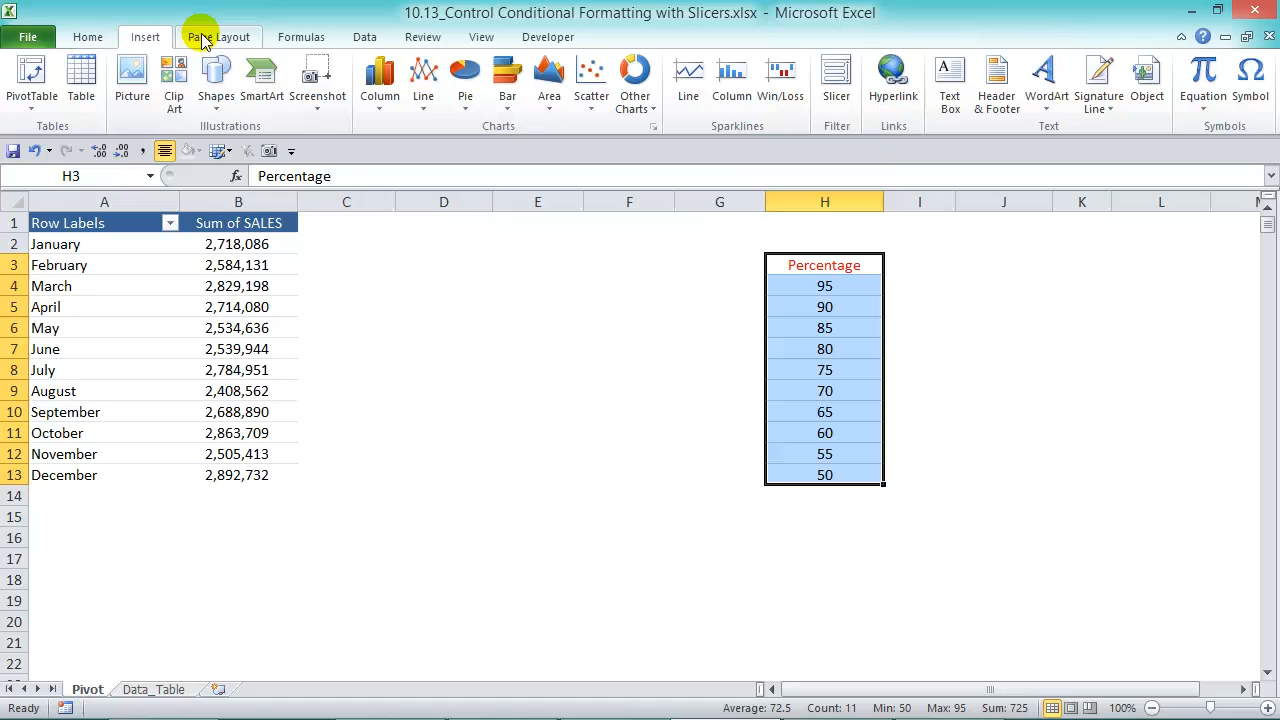 10.13_Control Conditional Formatting with Slicers.xlsx - Microsoft Excel
File Home Insert Page Layout Formulas Data Review View Developer
PivotTable Table Picture Clip Art Shapes SmartArt Screenshot Column Line Pie Bar Area Scatter Other Charts Line Column Win/Loss Slicer Hyperlink Text Box Header & Footer WordArt Signature Line Object Equation Symbol
Tables Illustrations Charts Sparklines Filter Links Text Symbols
H3 fx Percentage
A B C D E F G H I J K L
1 Row Labels Sum of SALES
2 January 2,718,086
3 February 2,584,131 Percentage
4 March 2,829,198 95
5 April 2,714,080 90
6 May 2,534,636 85
7 June 2,539,944 80
8 July 2,784,951 75
9 August 2,408,562 70
10 September 2,688,890 65
11 October 2,863,709 60
12 November 2,505,413 55
13 December 2,892,732 50
14
15
16
17
18
19
20
21
22
Pivot Data_Table
Ready Average: 72.5 Count: 11 Min: 50 Max: 95 Sum: 725 100%